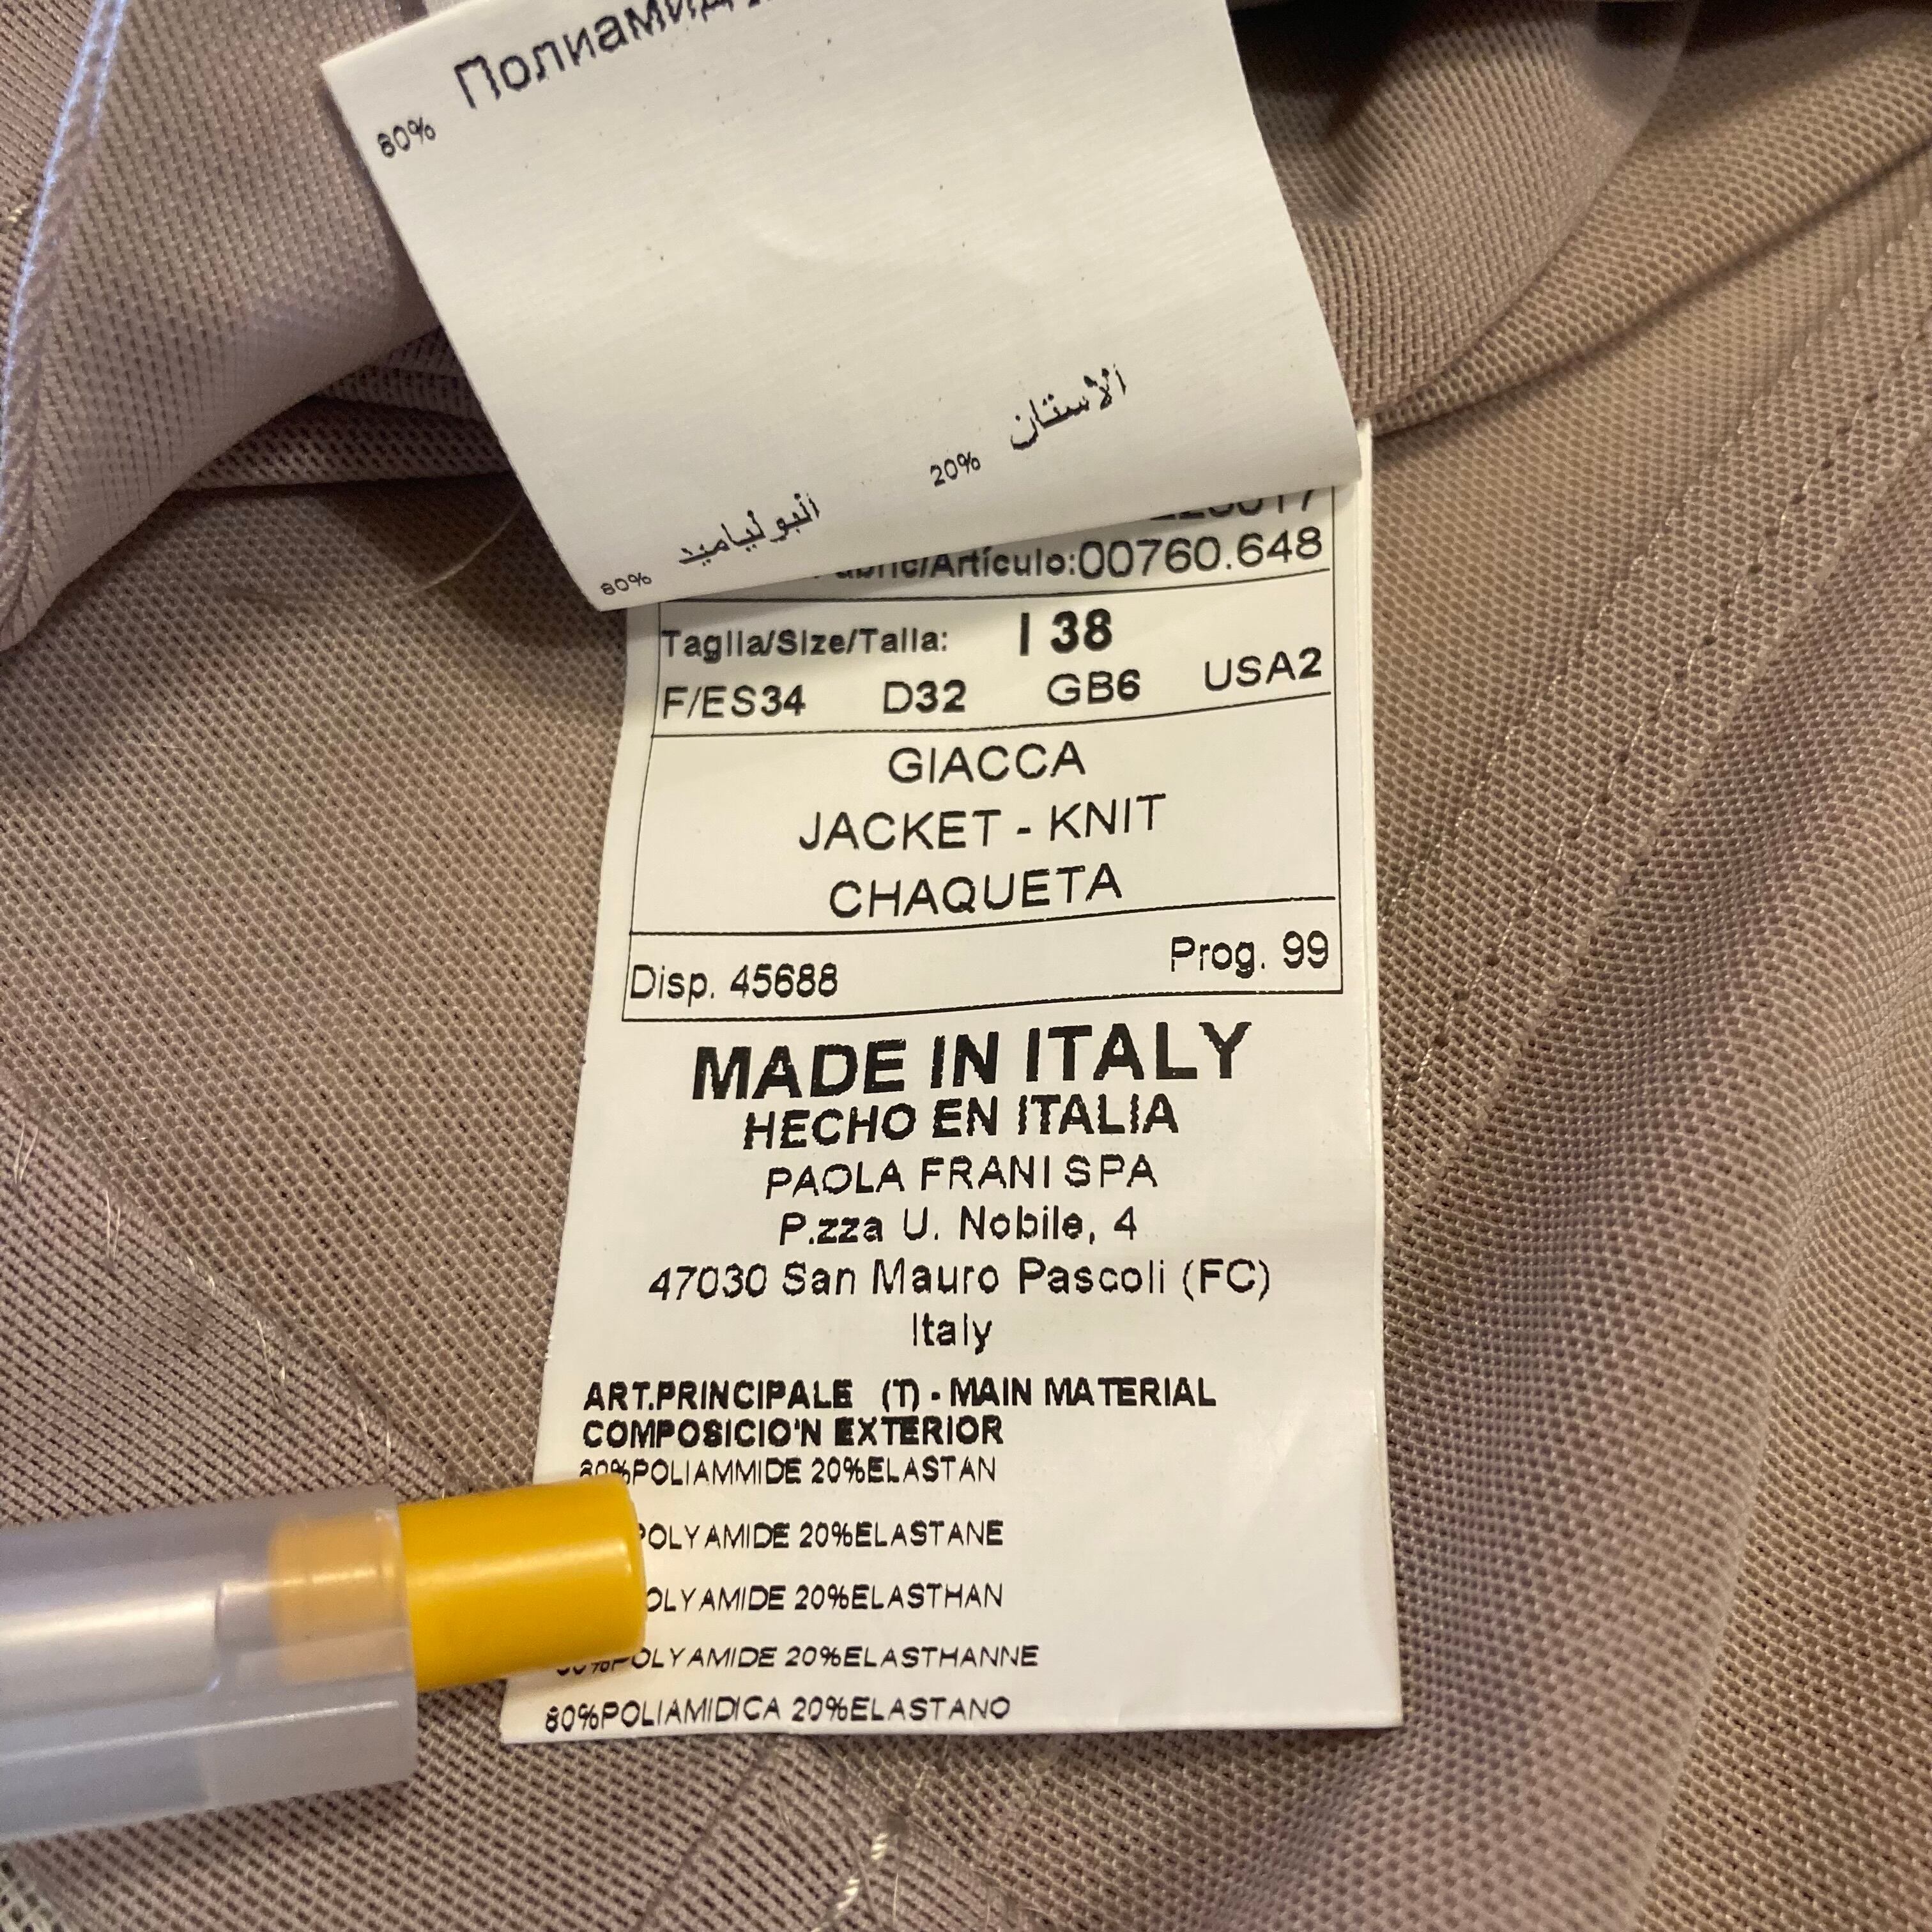 80% Полиамид
20% الاستان
80% البوليامید
Artículo:00760.648
Taglia/Size/Talla: I 38
F/ES34 D32 GB6 USA2
GIACCA
JACKET - KNIT
CHAQUETA
Disp. 45688 Prog. 99
MADE IN ITALY
HECHO EN ITALIA
PAOLA FRANI SPA
P.zza U. Nobile, 4
47030 San Mauro Pascoli (FC)
Italy
ART.PRINCIPALE (T) - MAIN MATERIAL
COMPOSICIO'N EXTERIOR
80%POLIAMMIDE 20%ELASTAN
POLYAMIDE 20%ELASTANE
OLYAMIDE 20%ELASTHAN
80%POLYAMIDE 20%ELASTHANNE
80%POLIAMIDICA 20%ELASTANO